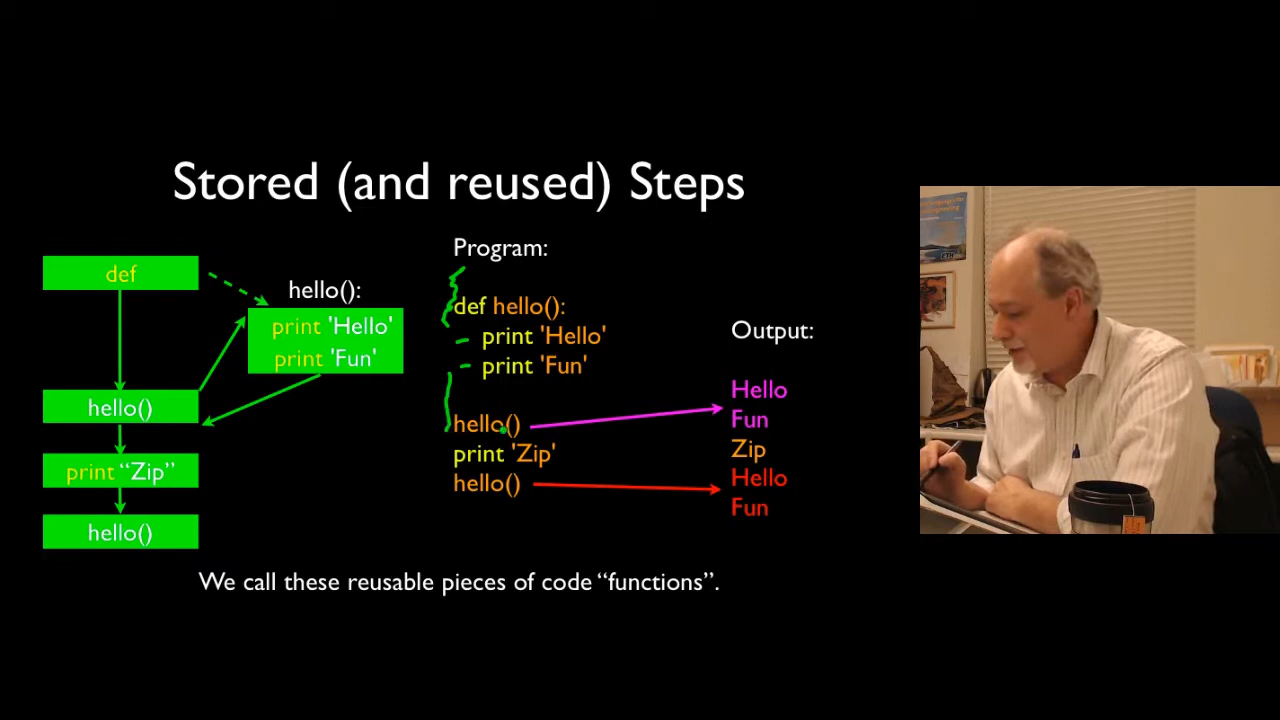 Stored (and reused) Steps
def
hello():
print 'Hello'
print 'Fun'
hello()
print “Zip”
hello()
Program:
def hello():
print 'Hello'
print 'Fun'
hello()
print 'Zip'
hello()
Output:
Hello
Fun
Zip
Hello
Fun
We call these reusable pieces of code “functions”.